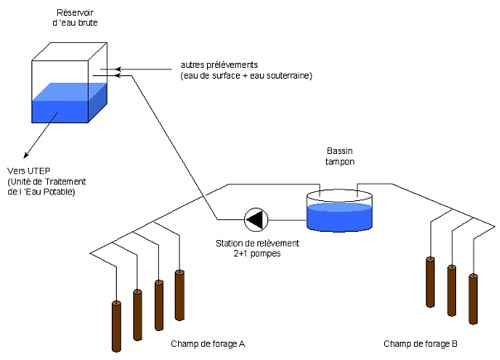 Réservoir
d 'eau brute
autres prélèvements
(eau de surface + eau souterraine)
Vers UTEP
(Unité de Traitement
de l 'Eau Potable)
Bassin
tampon
Station de relèvement
2+1 pompes
Champ de forage A
Champ de forage B